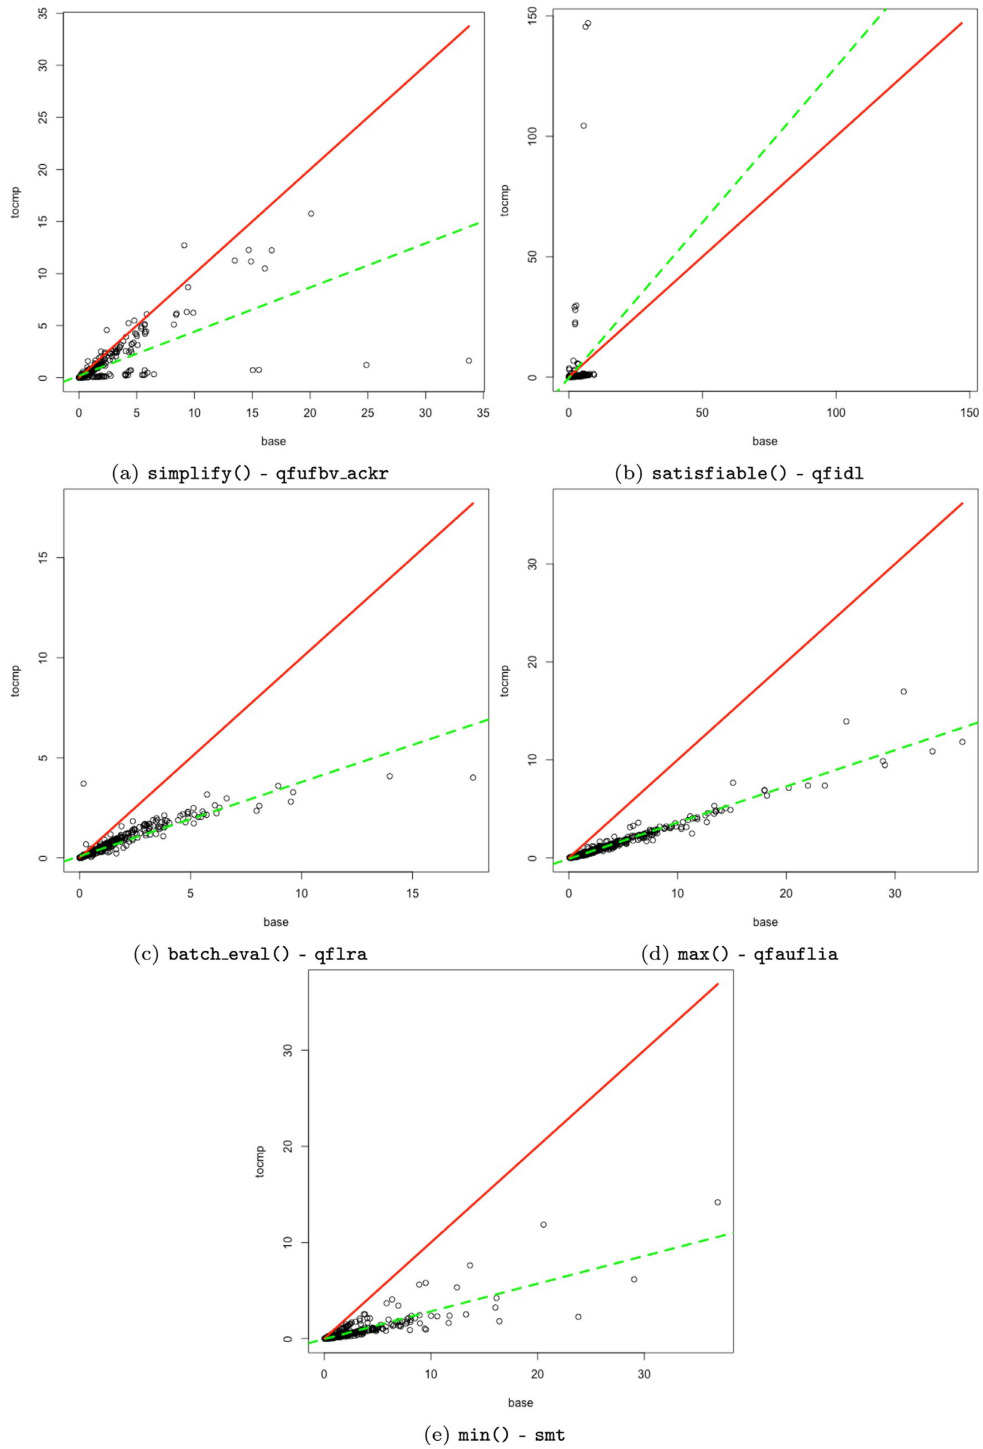 35
30
25
20
15
10
5
0
tocmp
0 5 10 15 20 25 30 35
base
(a) simplify() - qfufbv_ackr
150
100
50
0
tocmp
0 50 100 150
base
(b) satisfiable() - qfidl
15
10
5
0
tocmp
0 5 10 15
base
(c) batch_eval() - qflra
30
20
10
0
tocmp
0 10 20 30
base
(d) max() - qfauflia
30
20
10
0
tocmp
0 10 20 30
base
(e) min() - smt